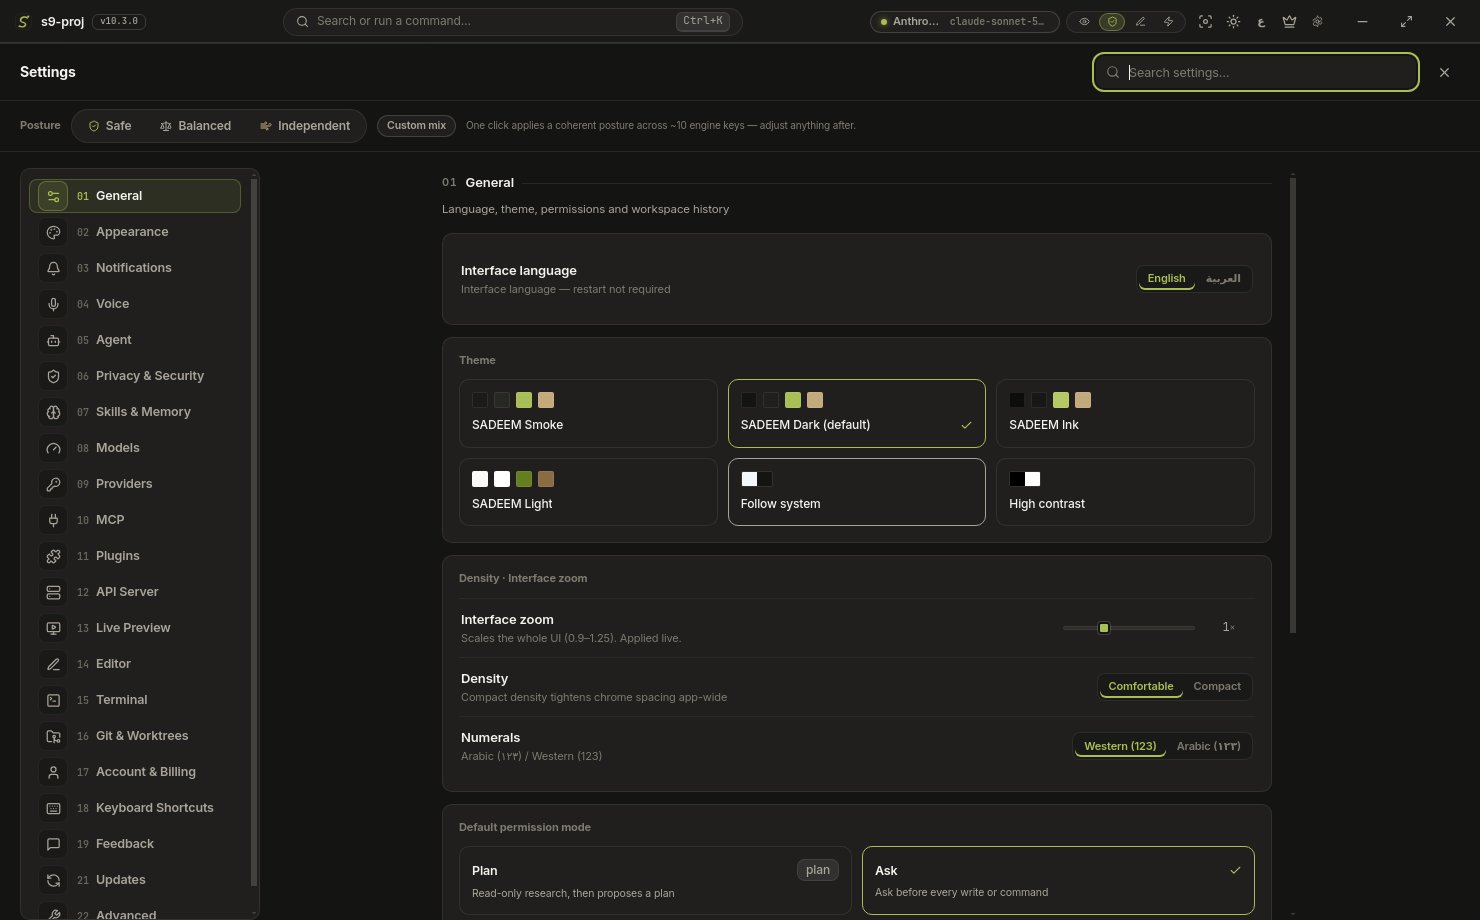 s9-proj v10.3.0 Search or run a command... Ctrl+K Anthro... claude-sonnet-5... ع
Settings Search settings...
Posture Safe Balanced Independent Custom mix One click applies a coherent posture across ~10 engine keys — adjust anything after.
01 General
02 Appearance
03 Notifications
04 Voice
05 Agent
06 Privacy & Security
07 Skills & Memory
08 Models
09 Providers
10 MCP
11 Plugins
12 API Server
13 Live Preview
14 Editor
15 Terminal
16 Git & Worktrees
17 Account & Billing
18 Keyboard Shortcuts
19 Feedback
21 Updates
22 Advanced
01 General
Language, theme, permissions and workspace history
Interface language
Interface language — restart not required
English العربية
Theme
SADEEM Smoke
SADEEM Dark (default)
SADEEM Ink
SADEEM Light
Follow system
High contrast
Density · Interface zoom
Interface zoom
Scales the whole UI (0.9–1.25). Applied live.
1×
Density
Compact density tightens chrome spacing app-wide
Comfortable Compact
Numerals
Arabic (١٢٣) / Western (123)
Western (123) Arabic (١٢٣)
Default permission mode
Plan plan
Read-only research, then proposes a plan
Ask
Ask before every write or command